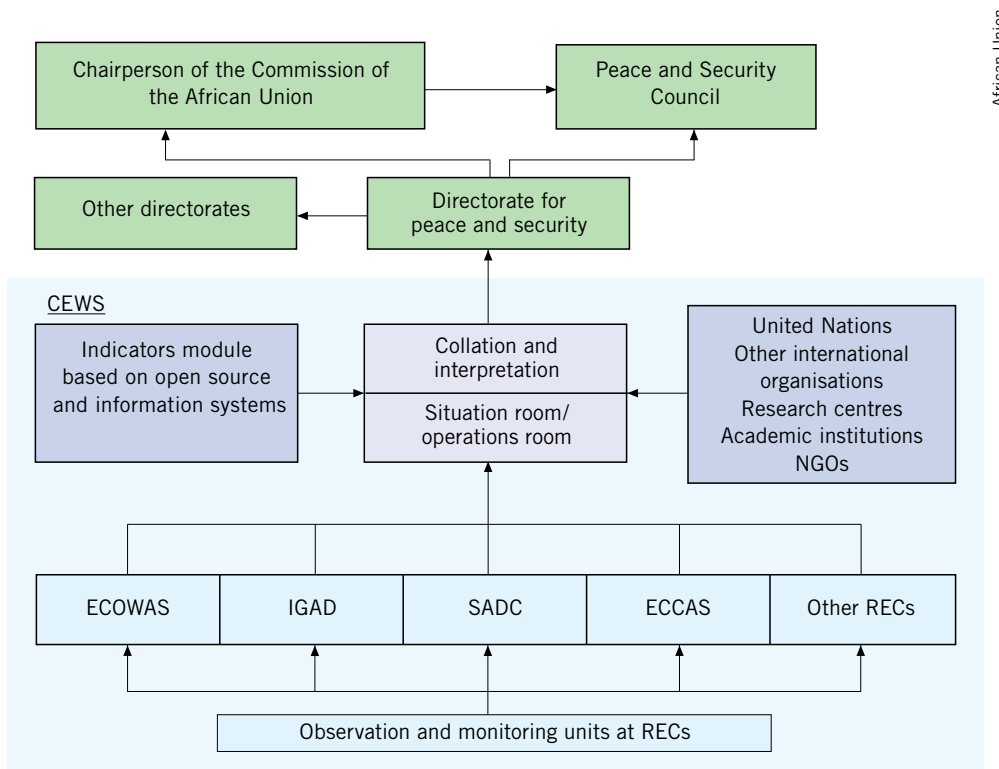 African Union
Chairperson of the Commission of
the African Union
Peace and Security
Council
Other directorates
Directorate for
peace and security
CEWS
Indicators module
based on open source
and information systems
Collation and
interpretation
Situation room/
operations room
United Nations
Other international
organisations
Research centres
Academic institutions
NGOs
ECOWAS
IGAD
SADC
ECCAS
Other RECs
Observation and monitoring units at RECs